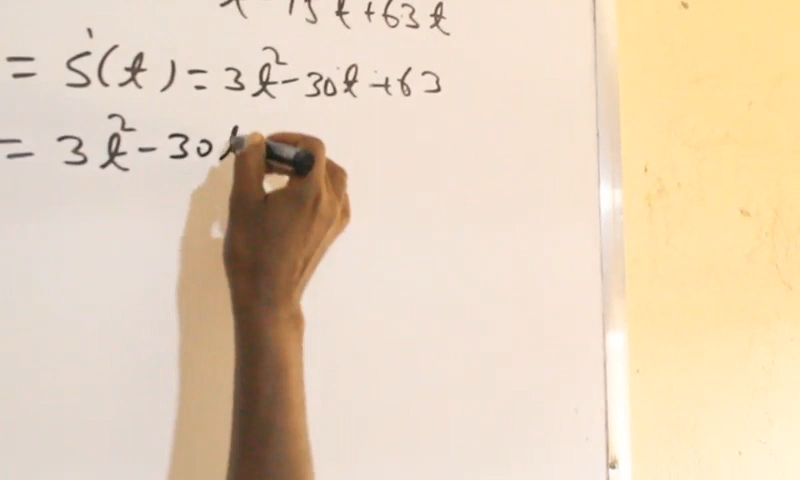 - 15t + 63t
= s'(t) = 3t² - 30t + 63
= 3t² - 30t